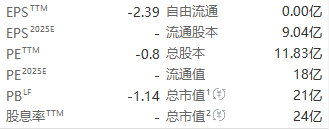 EPS TTM -2.39 自由流通 0.00亿
EPS 2025E - 流通股本 9.04亿
PE TTM -0.8 总股本 11.83亿
PE 2025E - 流通值 18亿
PB LF -1.14 总市值1 21亿
股息率 TTM - 总市值2 24亿